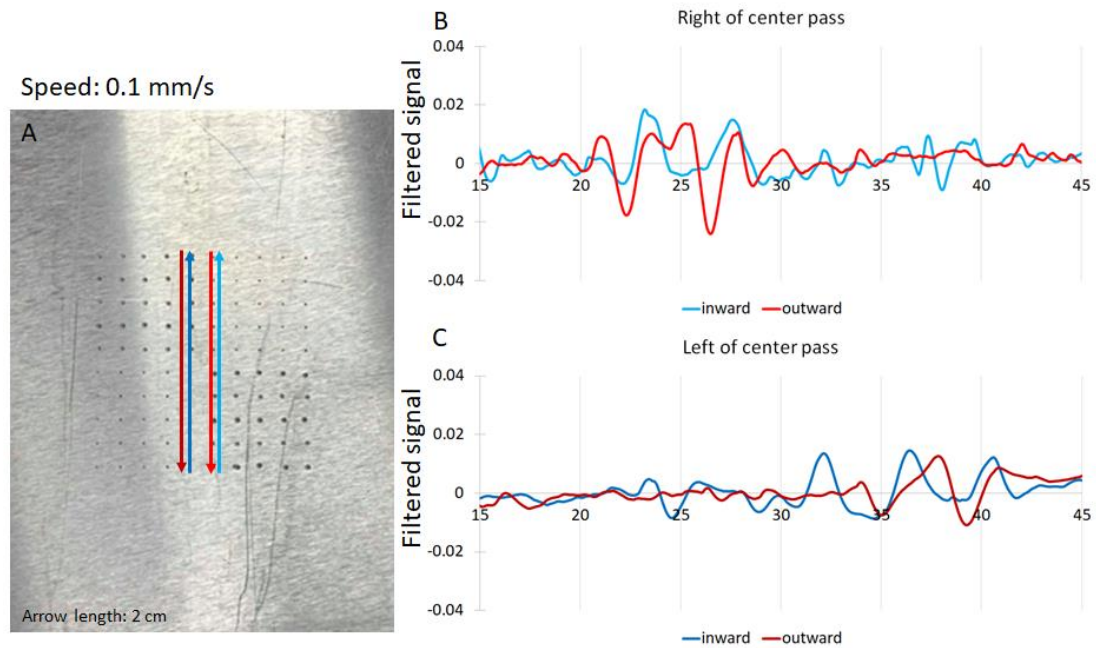 Speed: 0.1 mm/s
A
Arrow length: 2 cm
B
Right of center pass
Filtered signal
0.04
0.02
0
-0.02
-0.04
15 20 25 30 35 40 45
inward outward
C
Left of center pass
Filtered signal
0.04
0.02
0
-0.02
-0.04
15 20 25 30 35 40 45
inward outward